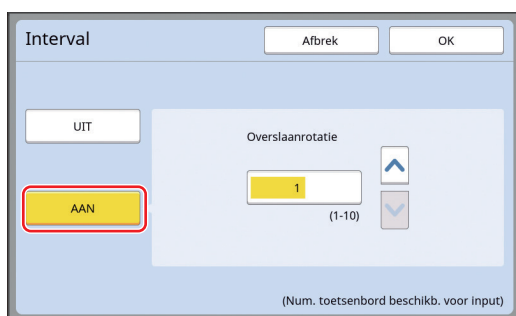 Interval
Afbrek
OK
UIT
Overslaanrotatie
1
AAN
(1-10)
(Num. toetsenbord beschikb. voor input)